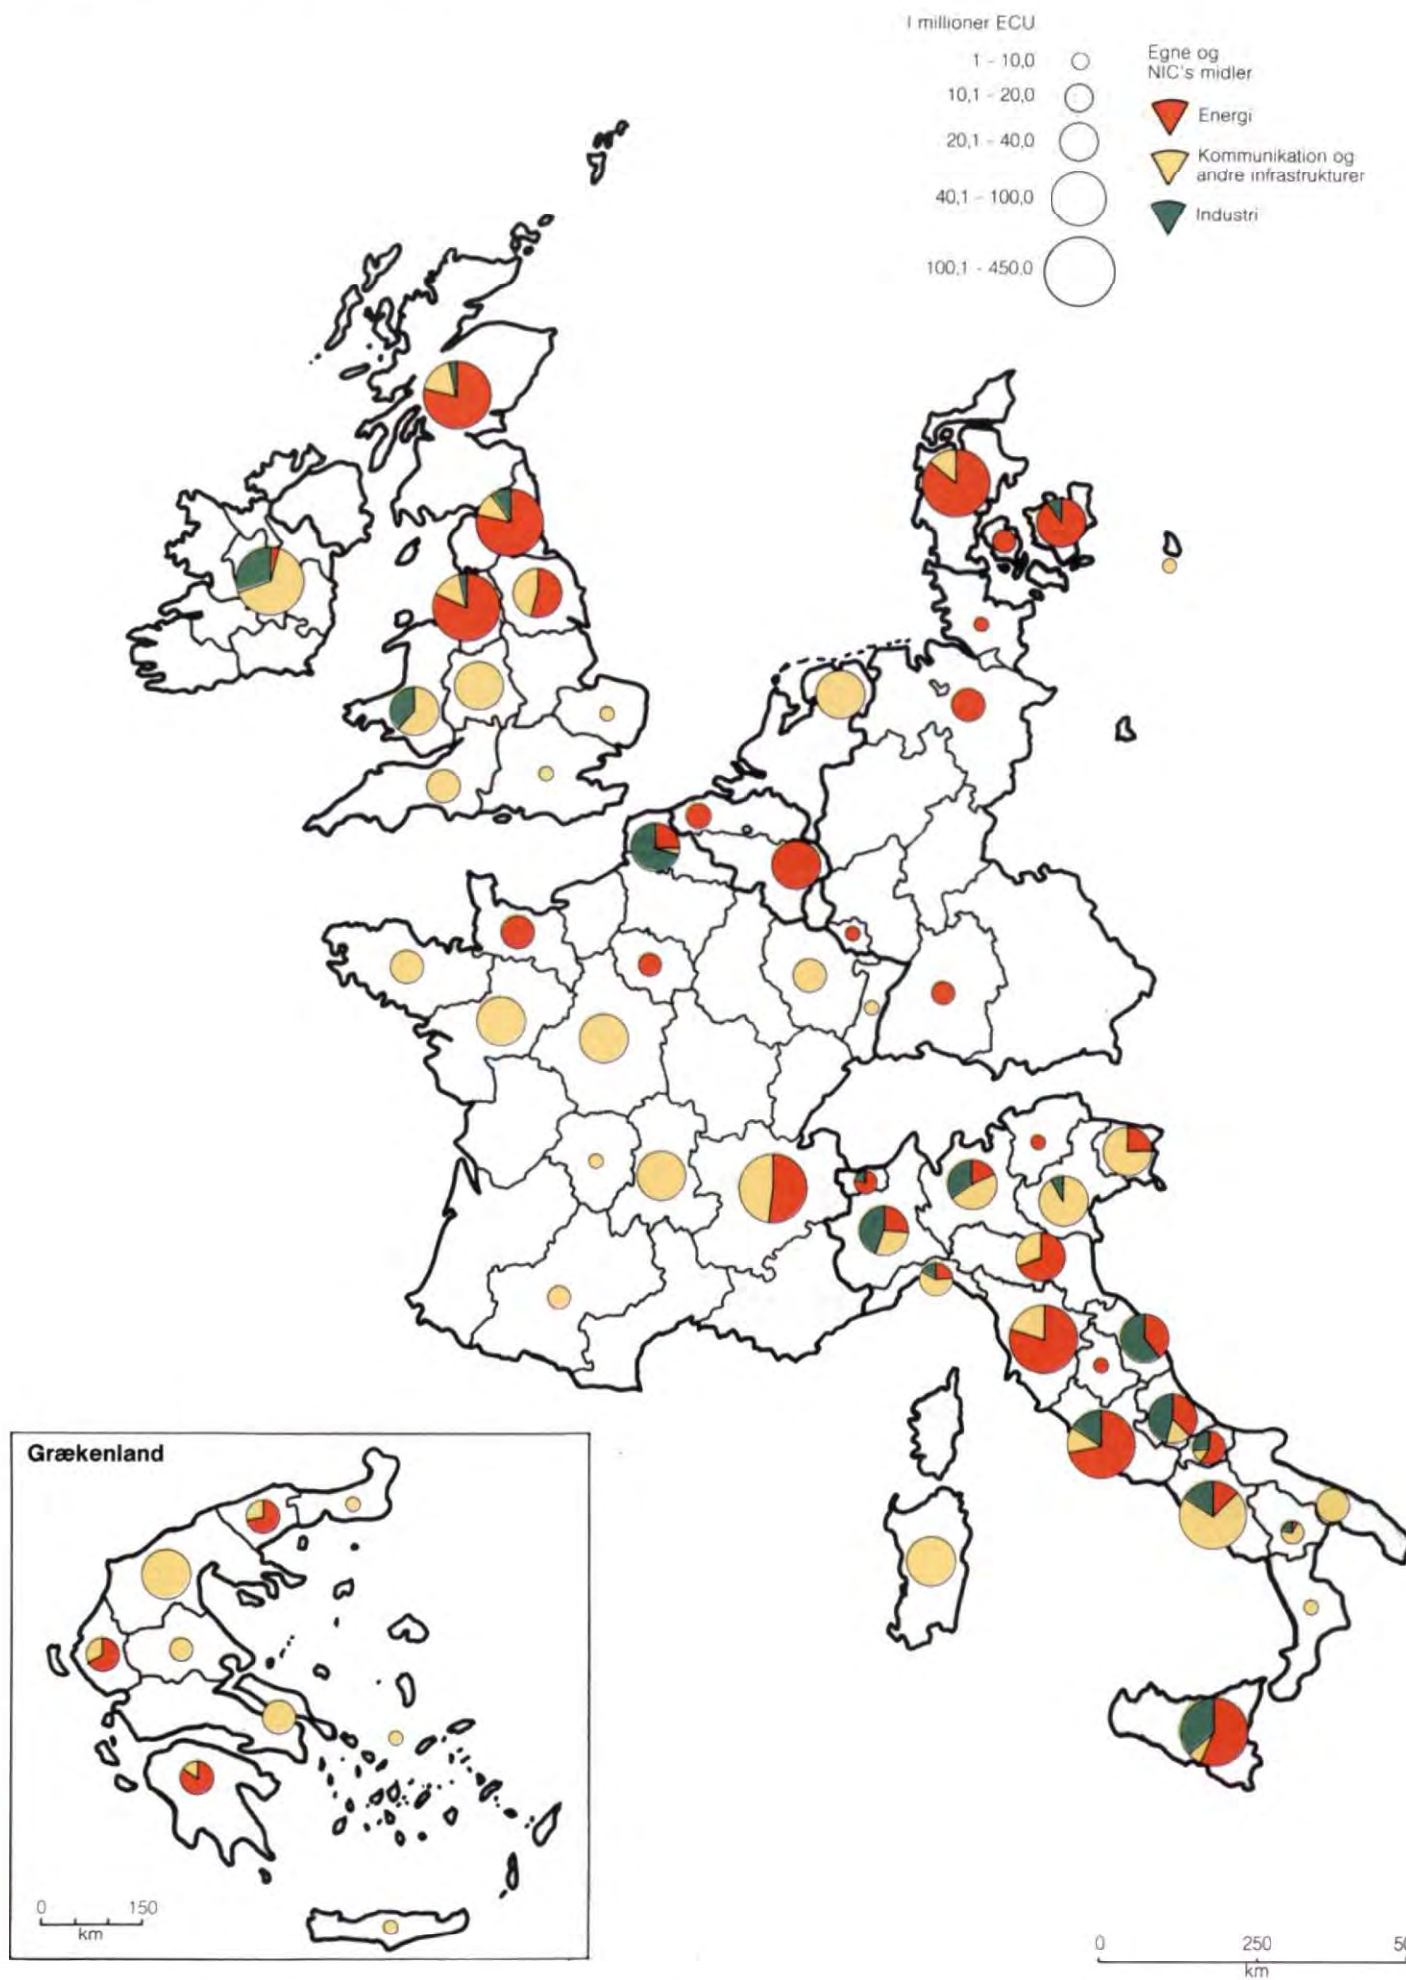 I millioner ECU
1 - 10,0
10,1 - 20,0
20,1 - 40,0
40,1 - 100,0
100,1 - 450,0
Egne og
NIC's midler
Energi
Kommunikation og
andre infrastrukturer
Industri
Grækenland
0 150
km
0 250 50
km